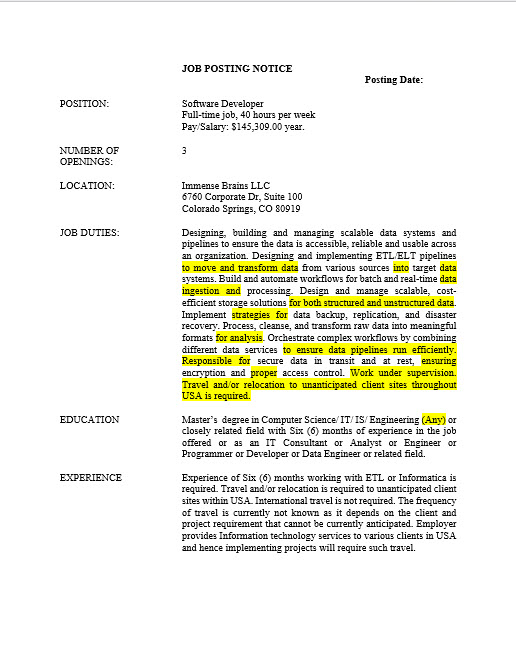 JOB POSTING NOTICE
Posting Date:
POSITION: Software Developer
Full-time job, 40 hours per week
Pay/Salary: $145,309.00 year.
NUMBER OF OPENINGS: 3
LOCATION: Immense Brains LLC
6760 Corporate Dr, Suite 100
Colorado Springs, CO 80919
JOB DUTIES: Designing, building and managing scalable data systems and
pipelines to ensure the data is accessible, reliable and usable across
an organization. Designing and implementing ETL/ELT pipelines
to move and transform data from various sources into target data
systems. Build and automate workflows for batch and real-time data
ingestion and processing. Design and manage scalable, cost-
efficient storage solutions for both structured and unstructured data.
Implement strategies for data backup, replication, and disaster
recovery. Process, cleanse, and transform raw data into meaningful
formats for analysis. Orchestrate complex workflows by combining
different data services to ensure data pipelines run efficiently.
Responsible for secure data in transit and at rest, ensuring
encryption and proper access control. Work under supervision.
Travel and/or relocation to unanticipated client sites throughout
USA is required.
EDUCATION Master’s degree in Computer Science/ IT/ IS/ Engineering (Any) or
closely related field with Six (6) months of experience in the job
offered or as an IT Consultant or Analyst or Engineer or
Programmer or Developer or Data Engineer or related field.
EXPERIENCE Experience of Six (6) months working with ETL or Informatica is
required. Travel and/or relocation is required to unanticipated client
sites within USA. International travel is not required. The frequency
of travel is currently not known as it depends on the client and
project requirement that cannot be currently anticipated. Employer
provides Information technology services to various clients in USA
and hence implementing projects will require such travel.